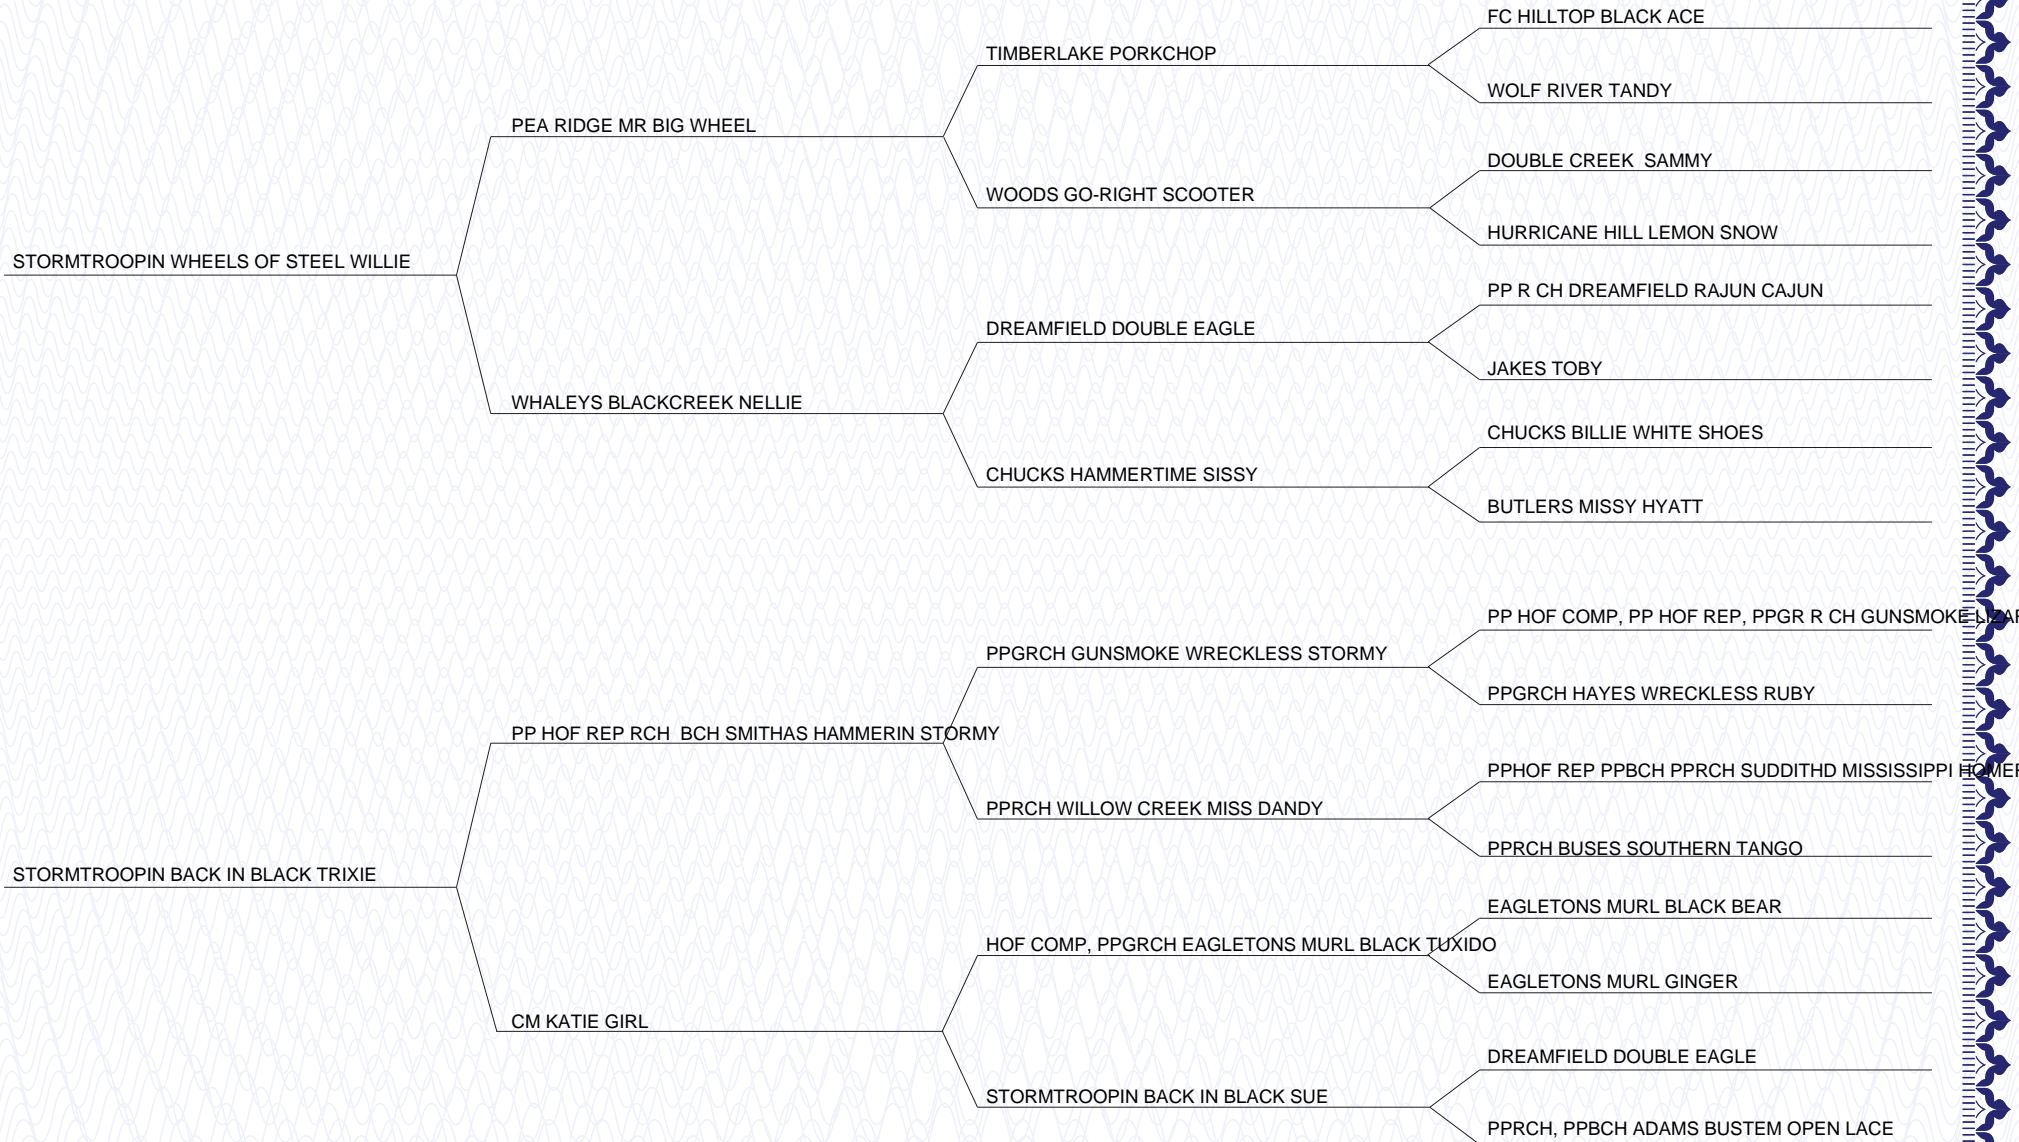 FC HILLTOP BLACK ACE
TIMBERLAKE PORKCHOP
WOLF RIVER TANDY
PEA RIDGE MR BIG WHEEL
DOUBLE CREEK  SAMMY
WOODS GO-RIGHT SCOOTER
HURRICANE HILL LEMON SNOW
STORMTROOPIN WHEELS OF STEEL WILLIE
PP R CH DREAMFIELD RAJUN CAJUN
DREAMFIELD DOUBLE EAGLE
JAKES TOBY
WHALEYS BLACKCREEK NELLIE
CHUCKS BILLIE WHITE SHOES
CHUCKS HAMMERTIME SISSY
BUTLERS MISSY HYATT
PP HOF COMP, PP HOF REP, PPGR R CH GUNSMOKE
PPGRCH GUNSMOKE WRECKLESS STORMY
PPGRCH HAYES WRECKLESS RUBY
PP HOF REP RCH  BCH SMITHAS HAMMERIN STORMY
PPHOF REP PPBCH PPRCH SUDDITHD MISSISSIPPI
PPRCH WILLOW CREEK MISS DANDY
PPRCH BUSES SOUTHERN TANGO
STORMTROOPIN BACK IN BLACK TRIXIE
EAGLETONS MURL BLACK BEAR
HOF COMP, PPGRCH EAGLETONS MURL BLACK TUXIDO
EAGLETONS MURL GINGER
CM KATIE GIRL
DREAMFIELD DOUBLE EAGLE
STORMTROOPIN BACK IN BLACK SUE
PPRCH, PPBCH ADAMS BUSTEM OPEN LACE